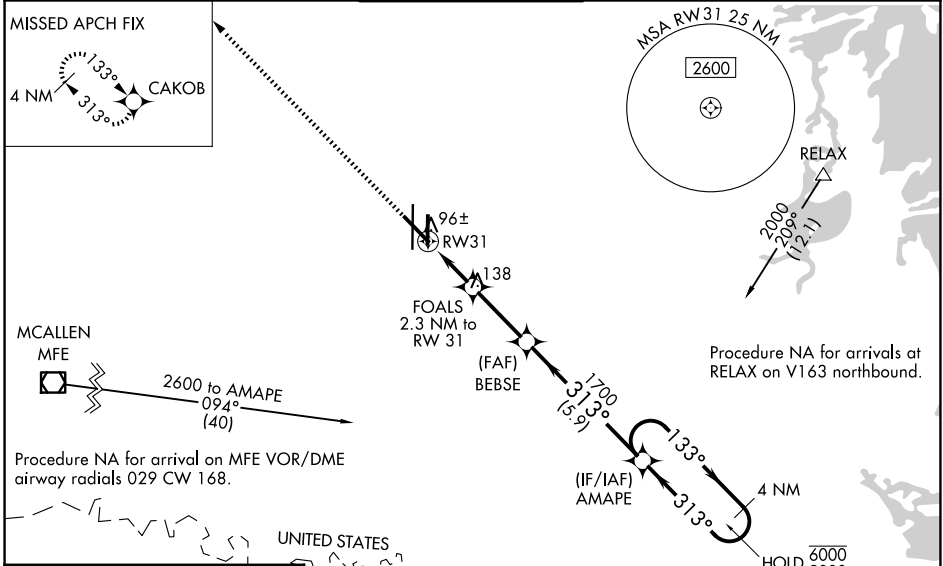 MISSED APCH FIX
133°
CAKOB
4 NM
313°
MSA RW31 25 NM
2600
RELAX
2000
209°
(12.1)
96±
RW31
138
FOALS
2.3 NM to
RW 31
MCALLEN
MFE
(FAF)
BEBSE
Procedure NA for arrivals at
RELAX on V163 northbound.
2600 to AMAPE
094°
(40)
1700
313°
(5.9)
133°
Procedure NA for arrival on MFE VOR/DME
airway radials 029 CW 168.
(IF/IAF)
AMAPE
4 NM
313°
UNITED STATES
HOLD 6000